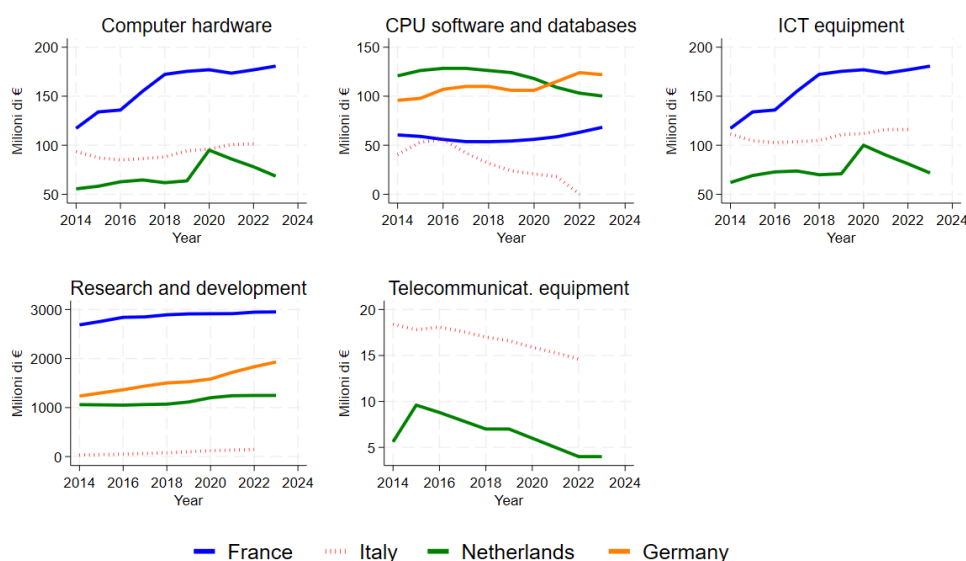 Computer hardware
200
150
100
50
Milioni di €
2014 2016 2018 2020 2022 2024
Year
CPU software and databases
150
100
50
0
Milioni di €
2014 2016 2018 2020 2022 2024
Year
ICT equipment
200
150
100
50
Milioni di €
2014 2016 2018 2020 2022 2024
Year
Research and development
3000
2000
1000
0
Milioni di €
2014 2016 2018 2020 2022 2024
Year
Telecommunicat. equipment
20
15
10
5
Milioni di €
2014 2016 2018 2020 2022 2024
Year
France Italy Netherlands Germany